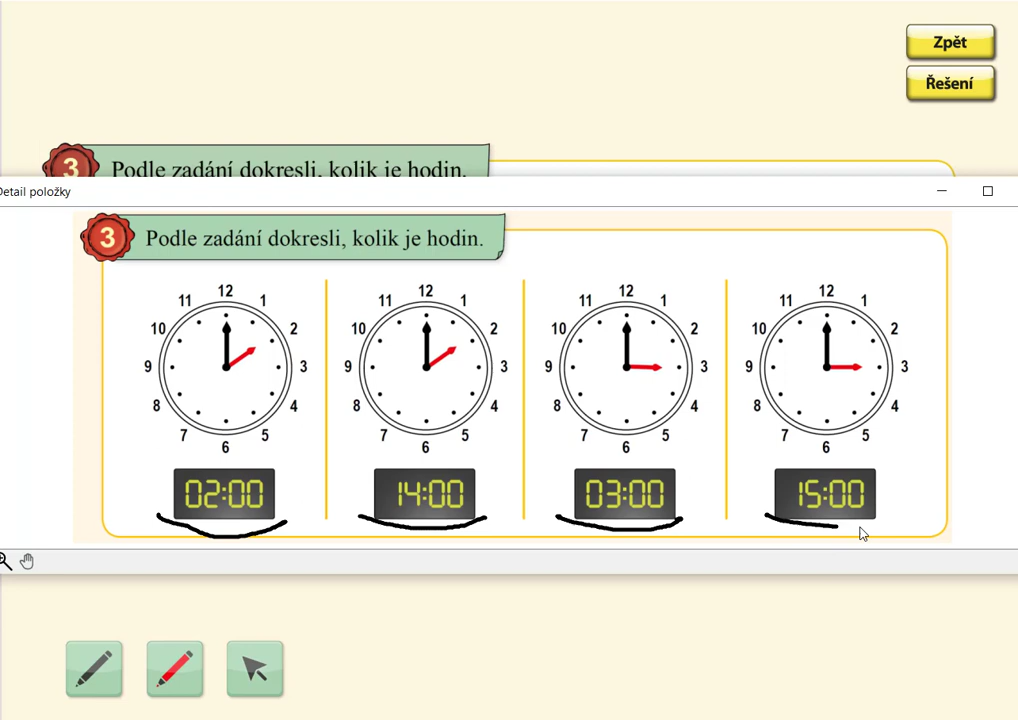 Zpět
Řešení
3 Podle zadání dokresli, kolik je hodin.
Detail položky
3 Podle zadání dokresli, kolik je hodin.
12 12 12 12
11 1 11 1 11 1 11 1
10 2 10 2 10 2 10 2
9 3 9 3 9 3 9 3
8 4 8 4 8 4 8 4
7 5 7 5 7 5 7 5
6 6 6 6
02:00 14:00 03:00 15:00